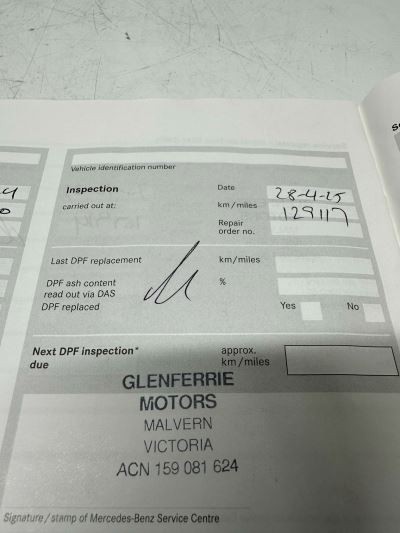 Vehicle identification number
Inspection
carried out at:
Date 28-4-25
km/miles 129117
Repair
order no.
Last DPF replacement km/miles
DPF ash content
read out via DAS %
DPF replaced Yes No
Next DPF inspection*
due
approx.
km/miles
GLENFERRIE
MOTORS
MALVERN
VICTORIA
ACN 159 081 624
Signature/stamp of Mercedes-Benz Service Centre